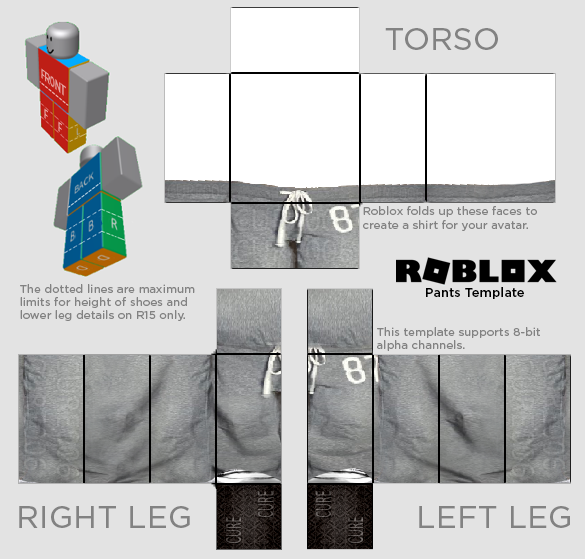 TORSO
FRONT
F
F
L
BACK
R
B
B
8
Roblox folds up these faces to
create a shirt for your avatar.
ROBLOX
Pants Template
The dotted lines are maximum
limits for height of shoes and
lower leg details on R15 only.
This template supports 8-bit
alpha channels.
8
CURE
CURE
CURE
CURE
RIGHT LEG
LEFT LEG